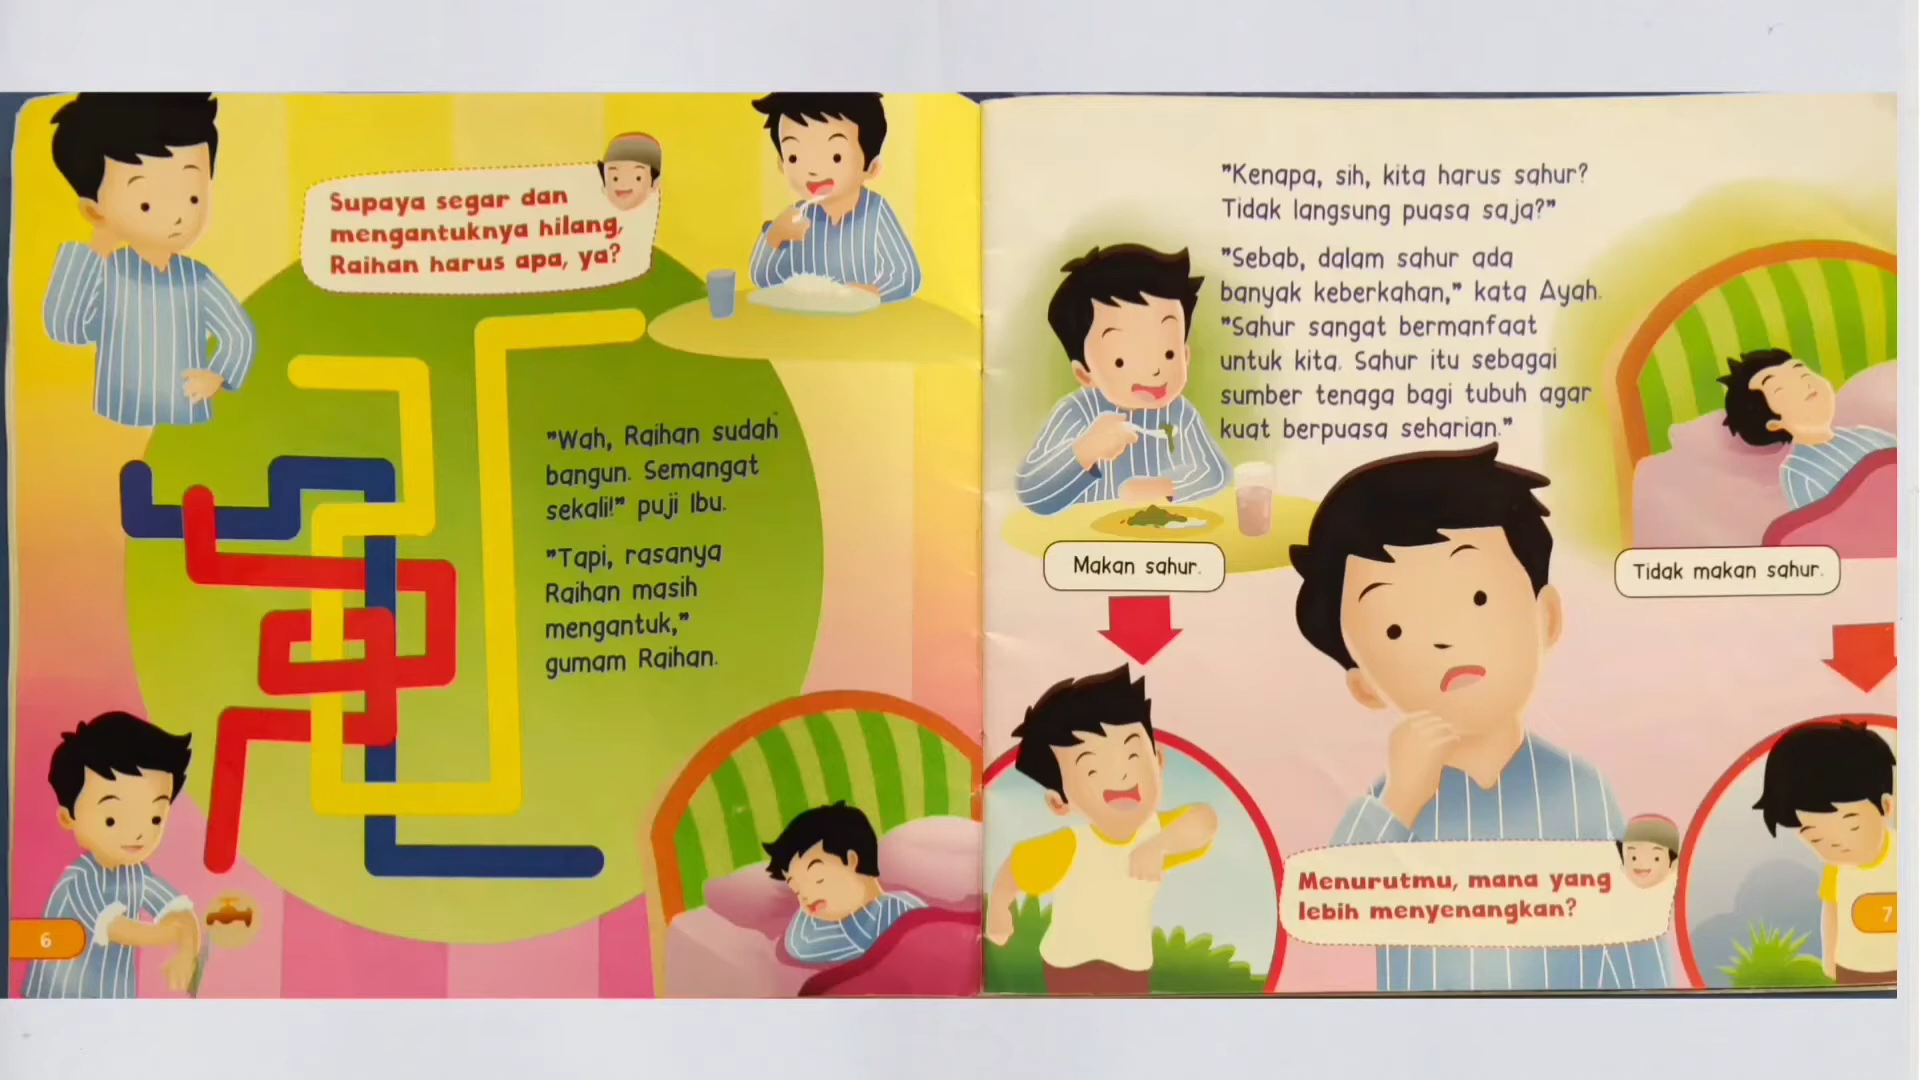 Supaya segar dan
mengantuknya hilang,
Raihan harus apa, ya?
"Wah, Raihan sudah
bangun. Semangat
sekali!" puji Ibu.
"Tapi, rasanya
Raihan masih
mengantuk,"
gumam Raihan.
6
"Kenapa, sih, kita harus sahur?
Tidak langsung puasa saja?"
"Sebab, dalam sahur ada
banyak keberkahan," kata Ayah.
"Sahur sangat bermanfaat
untuk kita. Sahur itu sebagai
sumber tenaga bagi tubuh agar
kuat berpuasa seharian."
Makan sahur.
Tidak makan sahur.
Menurutmu, mana yang
lebih menyenangkan?
7